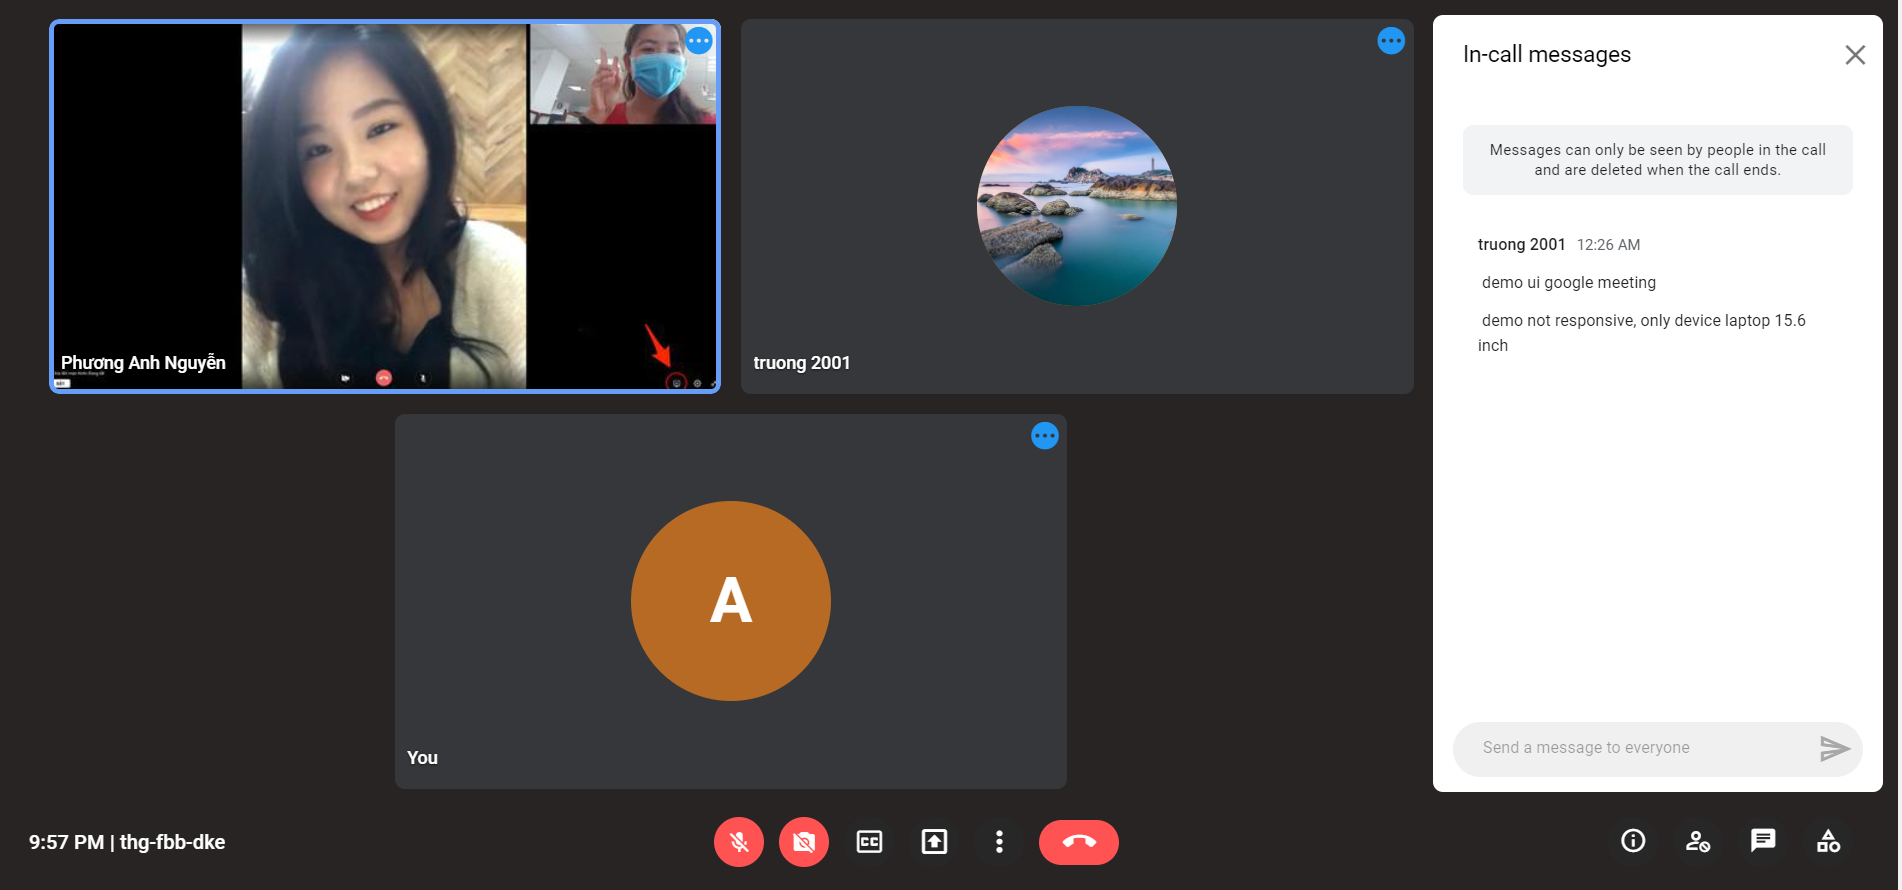 Phương Anh Nguyễn
truong 2001
A
You
In-call messages
Messages can only be seen by people in the call
and are deleted when the call ends.
truong 2001 12:26 AM
demo ui google meeting
demo not responsive, only device laptop 15.6
inch
Send a message to everyone
9:57 PM | thg-fbb-dke
CC